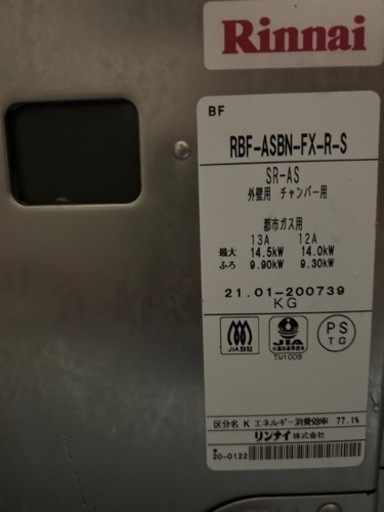 Rinnai
BF
RBF-ASBN-FX-R-S
SR-AS
外壁用 チャンバー用
都市ガス用
13A 12A
最大 14.5kW 14.0kW
ふろ 9.90kW 9.30kW
21.01-200739
KG
JIA
JIA
PS
TG
TU1009
区分名 K エネルギー消費効率 77.1%
リンナイ株式会社
20-0122